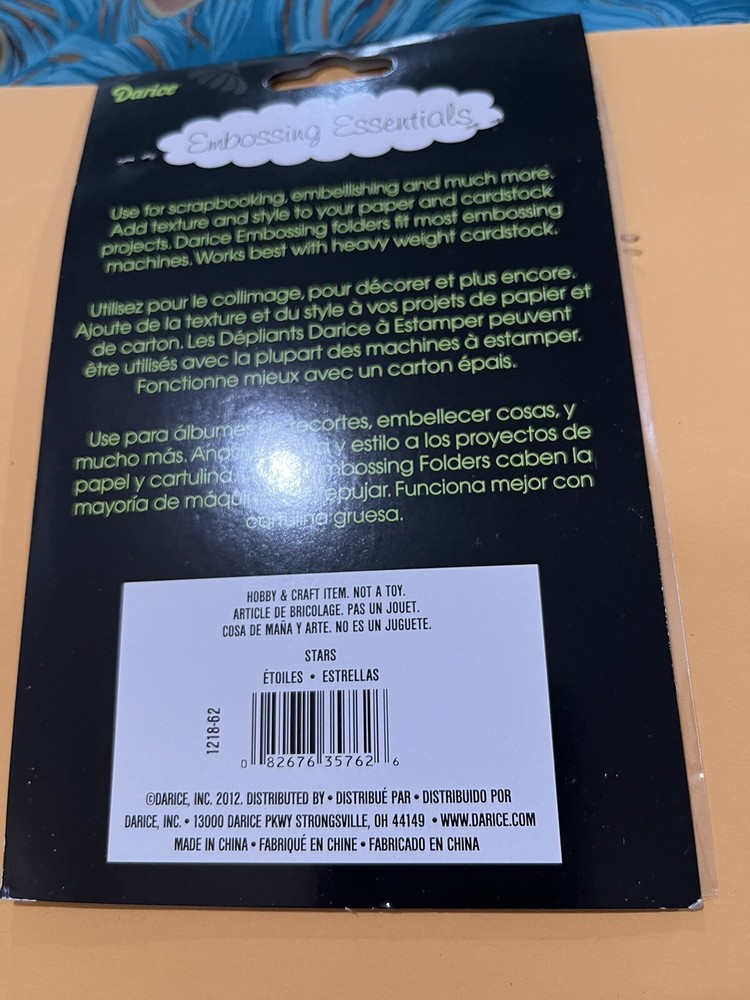 Darice
Embossing Essentials
Use for scrapbooking, embellishing and much more.
Add texture and style to your paper and cardstock
projects. Darice Embossing folders fit most embossing
machines. Works best with heavy weight cardstock.
Utilisez pour le collimage, pour décorer et plus encore.
Ajoute de la texture et du style à vos projets de papier et
de carton. Les Dépliants Darice à Estamper peuvent
être utilisés avec la plupart des machines à estamper.
Fonctionne mieux avec un carton épais.
Use para álbumes recortes, embellecer cosas, y
mucho más. y estilo a los proyectos de
papel y cartulina Embossing Folders caben la
mayoría de repujar. Funciona mejor con
cartulina gruesa.
HOBBY & CRAFT ITEM. NOT A TOY.
ARTICLE DE BRICOLAGE. PAS UN JOUET.
COSA DE MAÑA Y ARTE. NO ES UN JUGUETE.
STARS
ÉTOILES • ESTRELLAS
1218-62
0 82676 35762 6
©DARICE, INC. 2012. DISTRIBUTED BY • DISTRIBUÉ PAR • DISTRIBUIDO POR
DARICE, INC. • 13000 DARICE PKWY STRONGSVILLE, OH 44149 • WWW.DARICE.COM
MADE IN CHINA • FABRIQUÉ EN CHINE • FABRICADO EN CHINA